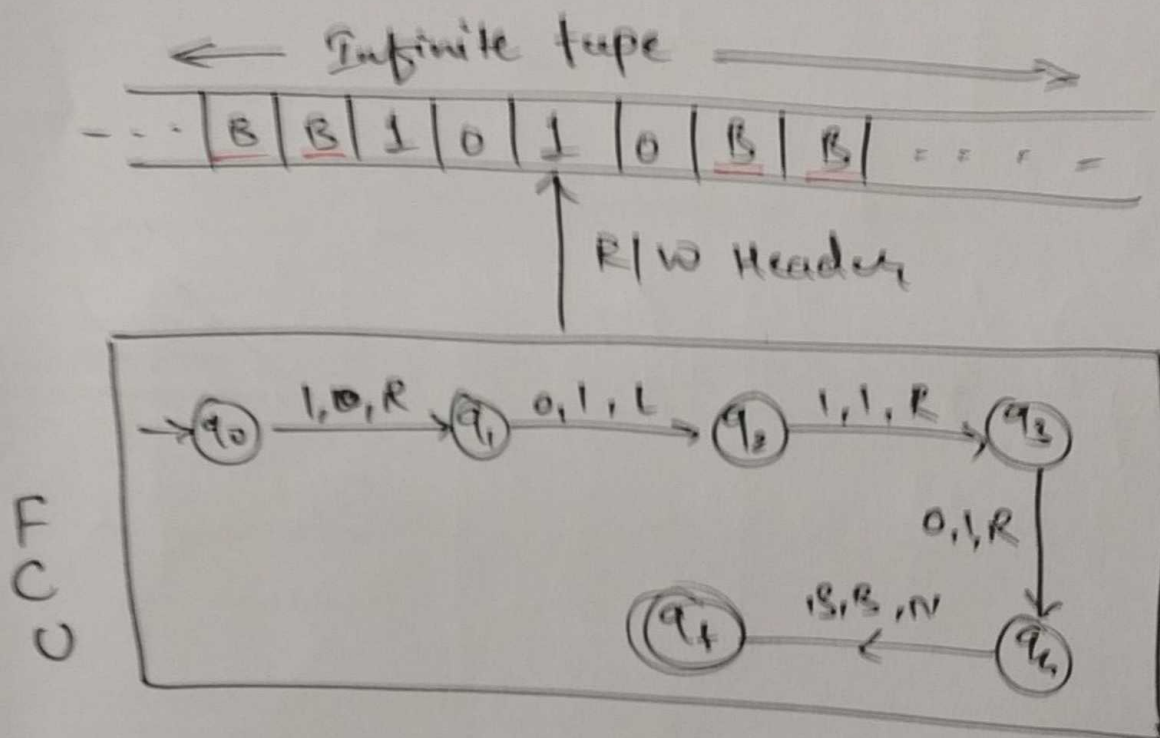 Infinite tape
B B 1 0 1 0 B B
R/W Header
1,0,R 0,1,L 1,1,R
q0 q1 q2 q3
F
C
U
0,1,R
B,B,N
qf q4